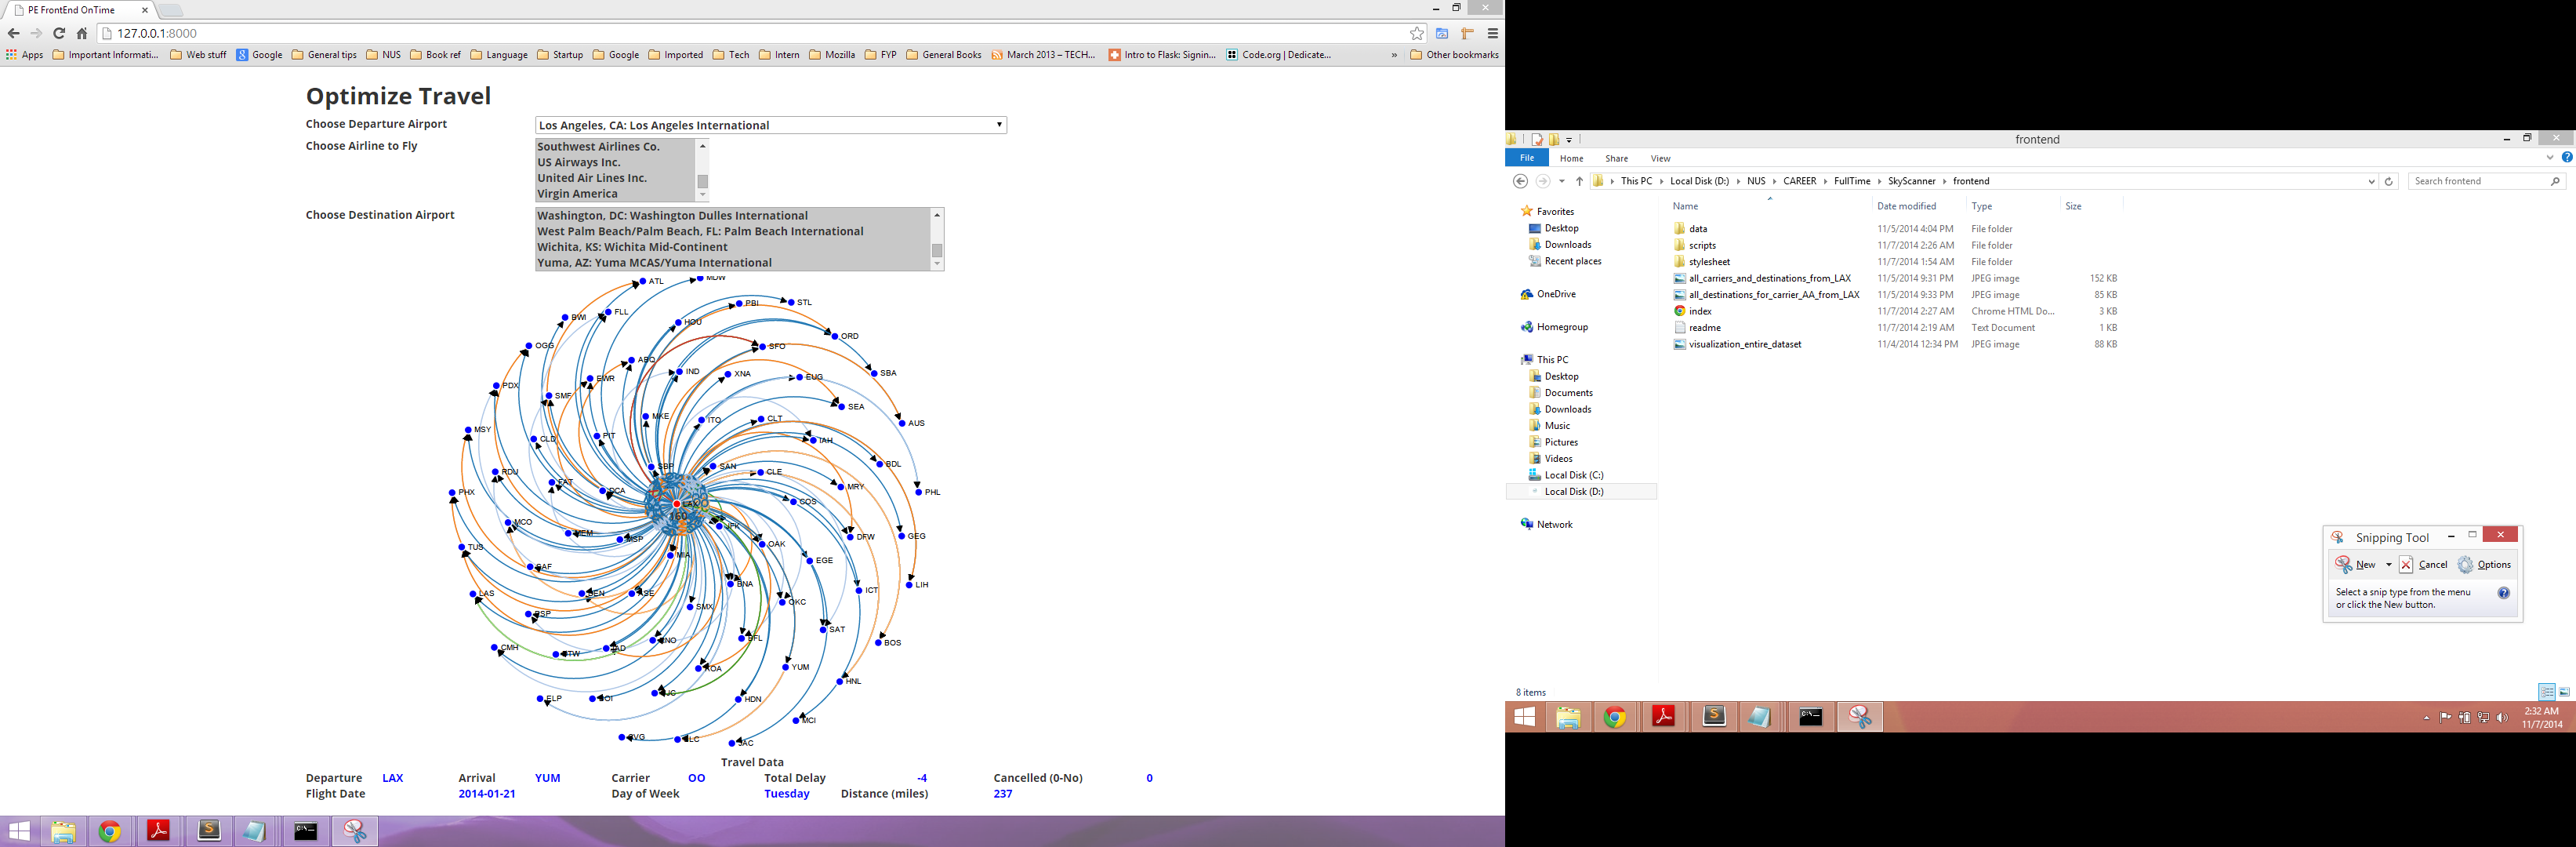 PE FrontEnd OnTime
127.0.0.1:8000
Apps Important Informati... Web stuff Google General tips NUS Book ref Language Startup Google Imported Tech Intern Mozilla FYP General Books March 2013 – TECH... Intro to Flask: Signin... Code.org | Dedicate... » Other bookmarks
Optimize Travel
Choose Departure Airport Los Angeles, CA: Los Angeles International
Choose Airline to Fly Southwest Airlines Co.
US Airways Inc.
United Air Lines Inc.
Virgin America
Choose Destination Airport Washington, DC: Washington Dulles International
West Palm Beach/Palm Beach, FL: Palm Beach International
Wichita, KS: Wichita Mid-Continent
Yuma, AZ: Yuma MCAS/Yuma International
ATL MDW
PBI STL
BWI FLL HOU
ORD
OGG SFO
ABQ
IND XNA EUG SBA
PDX EWR
SMF SEA
MKE ITO CLT AUS
MSY CLD PIT IAH
SBP SAN BDL
RDU CLE
FAT MRY
PHX DCA PHL
LAX COS
160
MCO JFK
MEM MSP DFW GEG
TUS MIA OAK
SAF EGE
BNA LIH
LAS ASE ICT
PSP SMX OKC
SAT
BFL BOS
CMH
KOA YUM
HNL
ELP HDN
MCI
JAC
Travel Data
Departure LAX Arrival YUM Carrier OO Total Delay -4 Cancelled (0-No) 0
Flight Date 2014-01-21 Day of Week Tuesday Distance (miles) 237
frontend
File Home Share View
This PC Local Disk (D:) NUS CAREER FullTime SkyScanner frontend Search frontend
Name Date modified Type Size
Favorites
Desktop
Downloads
Recent places
OneDrive
Homegroup
This PC
Desktop
Documents
Downloads
Music
Pictures
Videos
Local Disk (C:)
Local Disk (D:)
Network
data 11/5/2014 4:04 PM File folder
scripts 11/7/2014 2:26 AM File folder
stylesheet 11/7/2014 1:54 AM File folder
all_carriers_and_destinations_from_LAX 11/5/2014 9:31 PM JPEG image 152 KB
all_destinations_for_carrier_AA_from_LAX 11/5/2014 9:33 PM JPEG image 85 KB
index 11/7/2014 2:27 AM Chrome HTML Do... 3 KB
readme 11/7/2014 2:19 AM Text Document 1 KB
visualization_entire_dataset 11/4/2014 12:34 PM JPEG image 88 KB
Snipping Tool
New Cancel Options
Select a snip type from the menu
or click the New button.
8 items
2:32 AM
11/7/2014